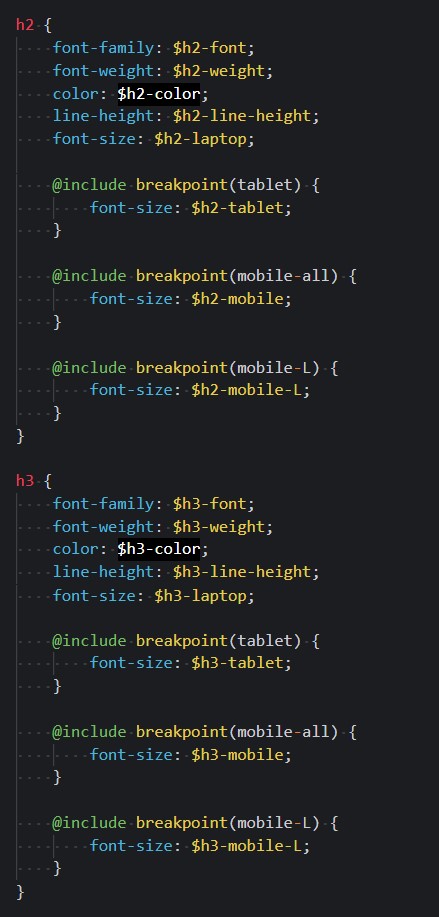 h2 {
    font-family: $h2-font;
    font-weight: $h2-weight;
    color: $h2-color;
    line-height: $h2-line-height;
    font-size: $h2-laptop;

    @include breakpoint(tablet) {
        font-size: $h2-tablet;
    }

    @include breakpoint(mobile-all) {
        font-size: $h2-mobile;
    }

    @include breakpoint(mobile-L) {
        font-size: $h2-mobile-L;
    }
}

h3 {
    font-family: $h3-font;
    font-weight: $h3-weight;
    color: $h3-color;
    line-height: $h3-line-height;
    font-size: $h3-laptop;

    @include breakpoint(tablet) {
        font-size: $h3-tablet;
    }

    @include breakpoint(mobile-all) {
        font-size: $h3-mobile;
    }

    @include breakpoint(mobile-L) {
        font-size: $h3-mobile-L;
    }
}